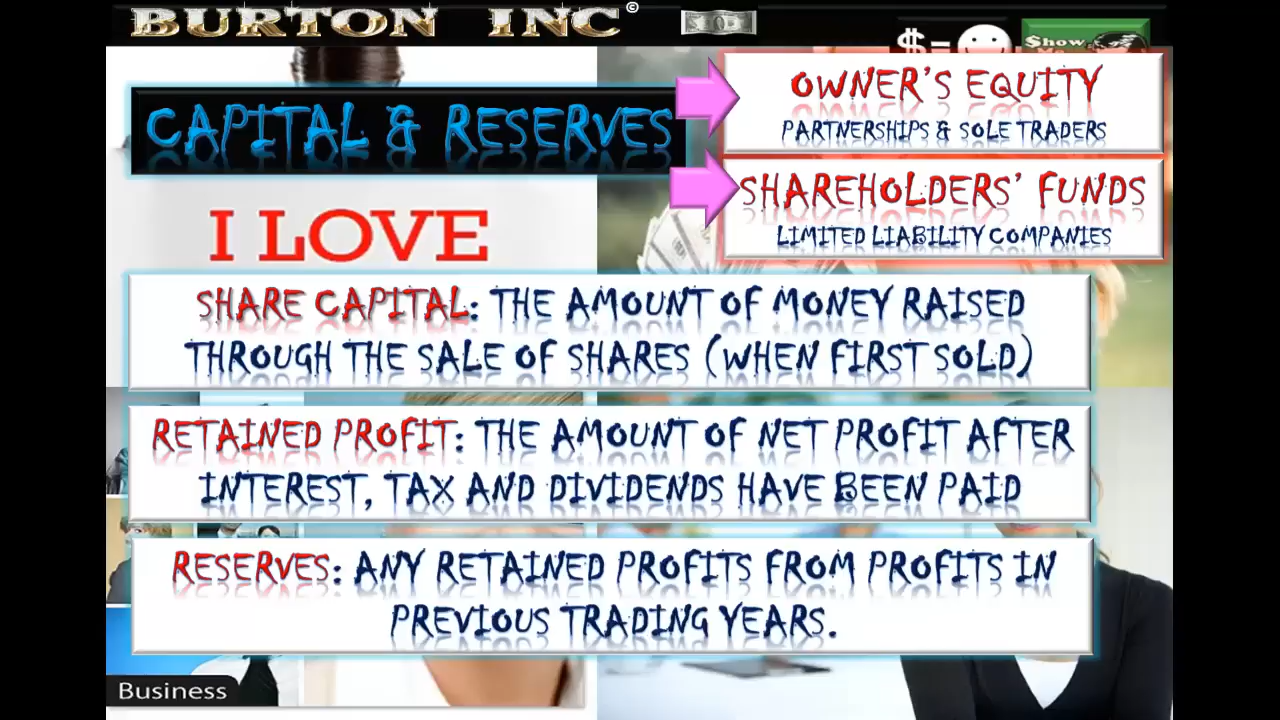 BURTON INC©
$=
$how
Me
CAPITAL & RESERVES
OWNER'S EQUITY
PARTNERSHIPS & SOLE TRADERS
SHAREHOLDERS' FUNDS
LIMITED LIABILITY COMPANIES
I LOVE
SHARE CAPITAL: THE AMOUNT OF MONEY RAISED
THROUGH THE SALE OF SHARES (WHEN FIRST SOLD)
RETAINED PROFIT: THE AMOUNT OF NET PROFIT AFTER
INTEREST, TAX AND DIVIDENDS HAVE BEEN PAID
RESERVES: ANY RETAINED PROFITS FROM PROFITS IN
PREVIOUS TRADING YEARS.
Business